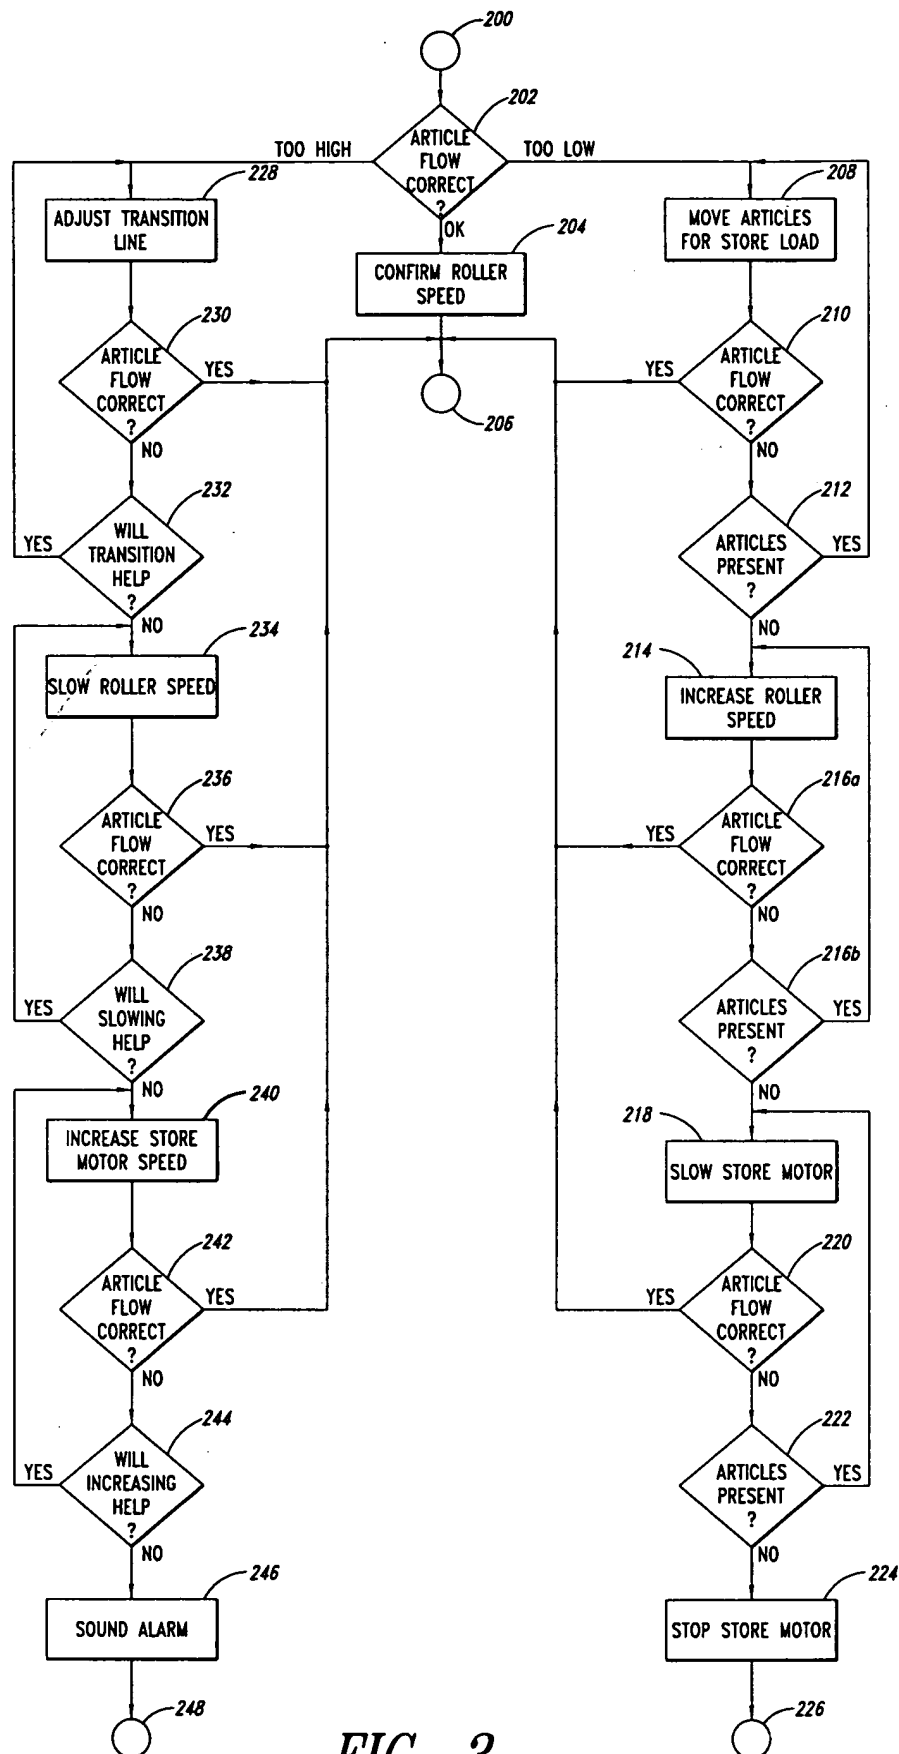 200
202
ARTICLE
FLOW
CORRECT
?
TOO HIGH
TOO LOW
OK
204
CONFIRM ROLLER
SPEED
206
228
ADJUST TRANSITION
LINE
230
ARTICLE
FLOW
CORRECT
?
YES
NO
232
WILL
TRANSITION
HELP
?
YES
NO
234
SLOW ROLLER SPEED
236
ARTICLE
FLOW
CORRECT
?
YES
NO
238
WILL
SLOWING
HELP
?
YES
NO
240
INCREASE STORE
MOTOR SPEED
242
ARTICLE
FLOW
CORRECT
?
YES
NO
244
WILL
INCREASING
HELP
?
YES
NO
246
SOUND ALARM
248
208
MOVE ARTICLES
FOR STORE LOAD
210
ARTICLE
FLOW
CORRECT
?
YES
NO
212
ARTICLES
PRESENT
?
YES
NO
214
INCREASE ROLLER
SPEED
216a
ARTICLE
FLOW
CORRECT
?
YES
NO
216b
ARTICLES
PRESENT
?
YES
NO
218
SLOW STORE MOTOR
220
ARTICLE
FLOW
CORRECT
?
YES
NO
222
ARTICLES
PRESENT
?
YES
NO
224
STOP STORE MOTOR
226